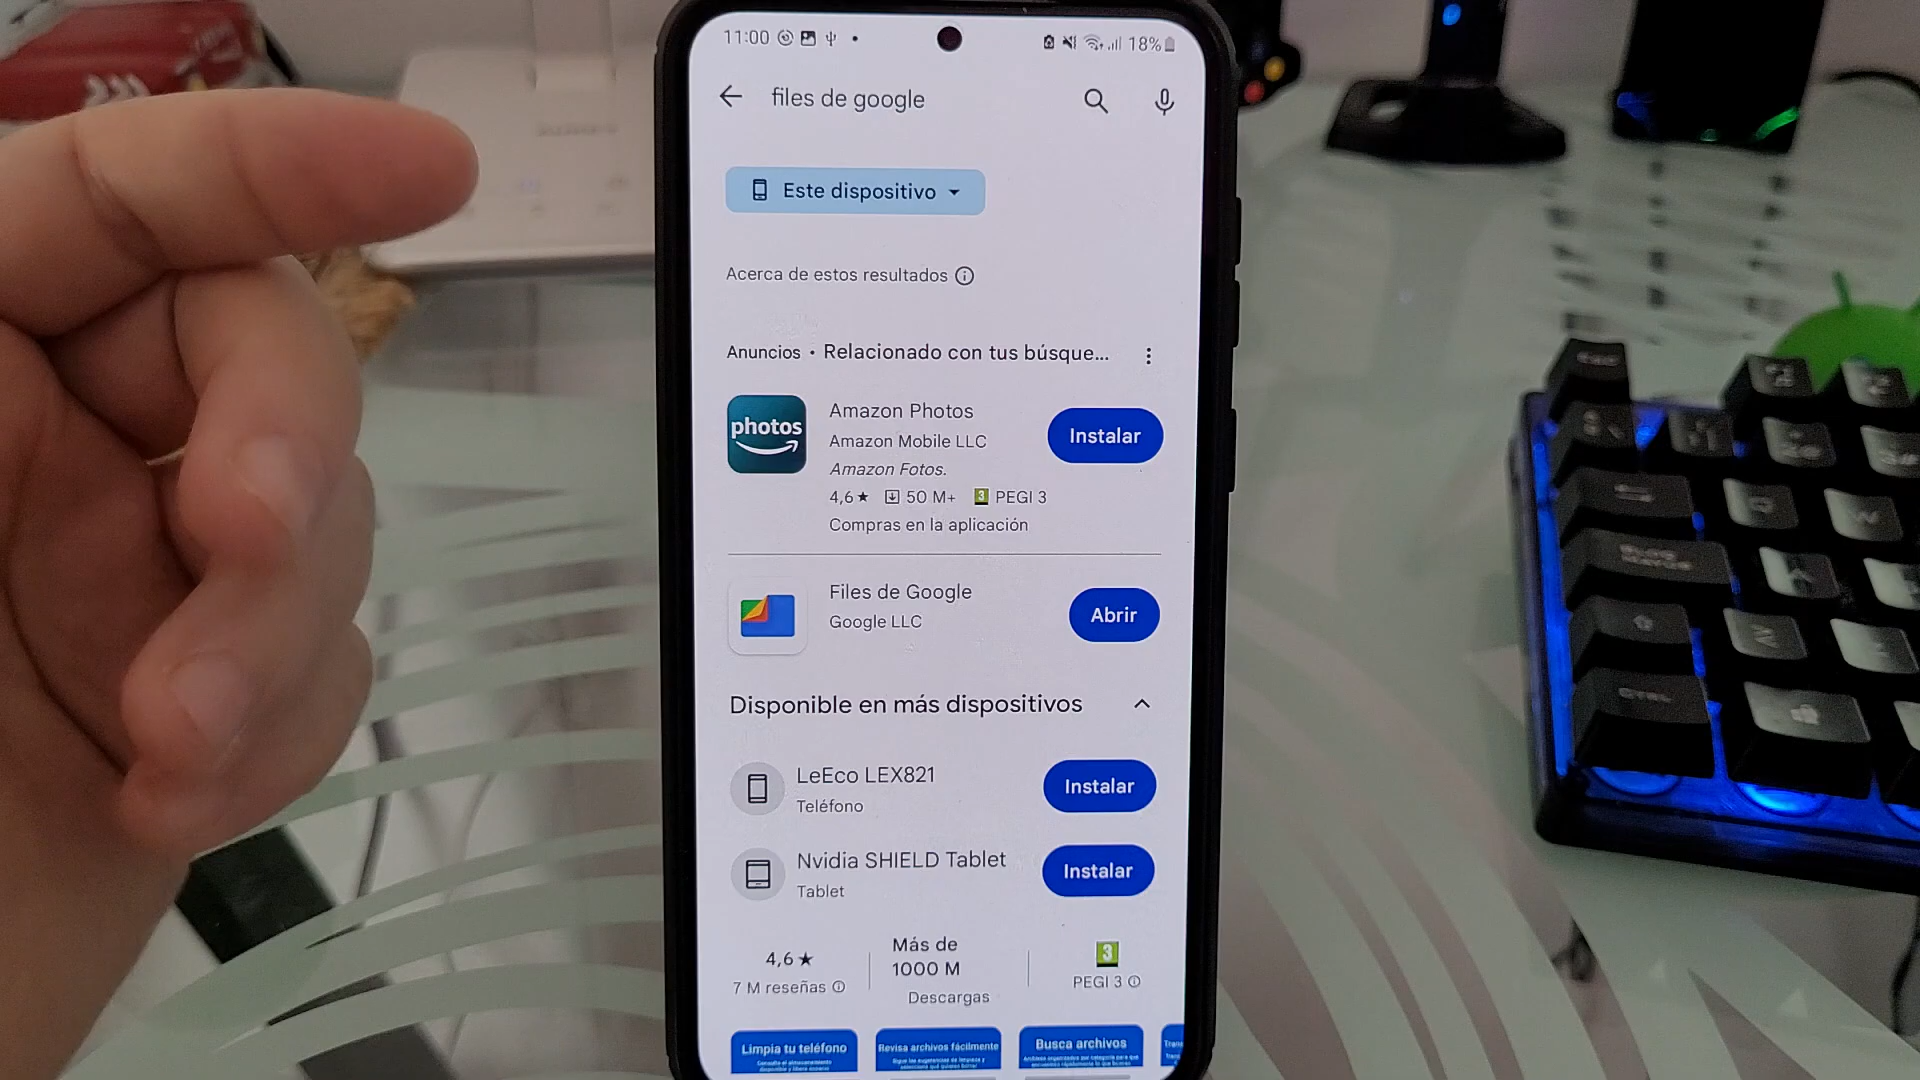 11:00
18%
files de google
Este dispositivo
Acerca de estos resultados
Anuncios • Relacionado con tus búsque...
photos
Amazon Photos
Amazon Mobile LLC
Amazon Fotos.
4,6★ 50 M+ 3 PEGI 3
Compras en la aplicación
Instalar
Files de Google
Google LLC
Abrir
Disponible en más dispositivos
LeEco LEX821
Teléfono
Instalar
Nvidia SHIELD Tablet
Tablet
Instalar
4,6★
7 M reseñas
Más de
1000 M
Descargas
3
PEGI 3
Limpia tu teléfono
Revisa archivos fácilmente
Busca archivos
CTRL